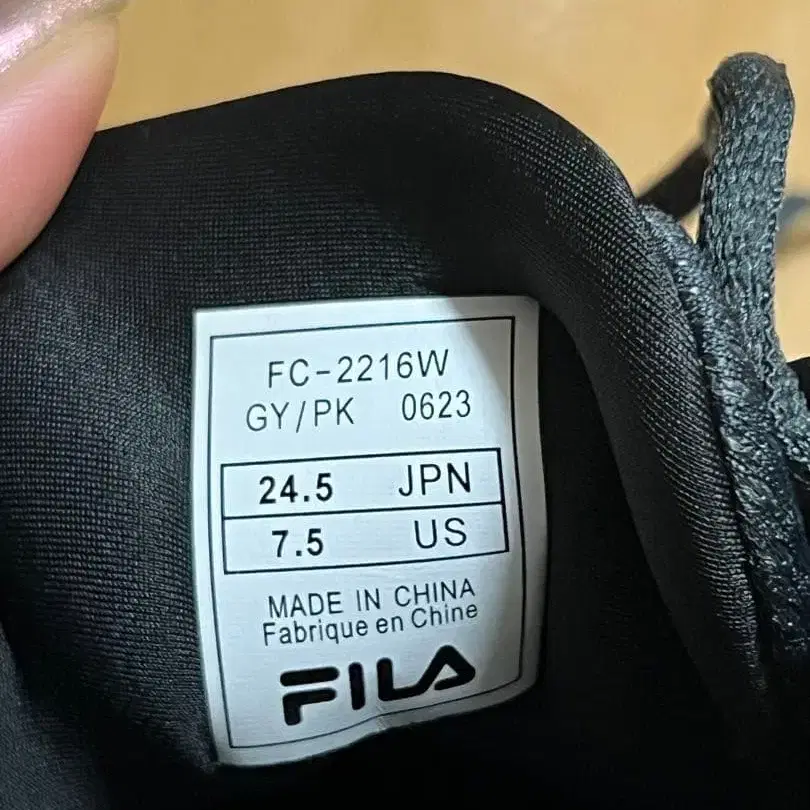 FC-2216W
GY/PK 0623
24.5 JPN
7.5 US
MADE IN CHINA
Fabrique en Chine
FILA